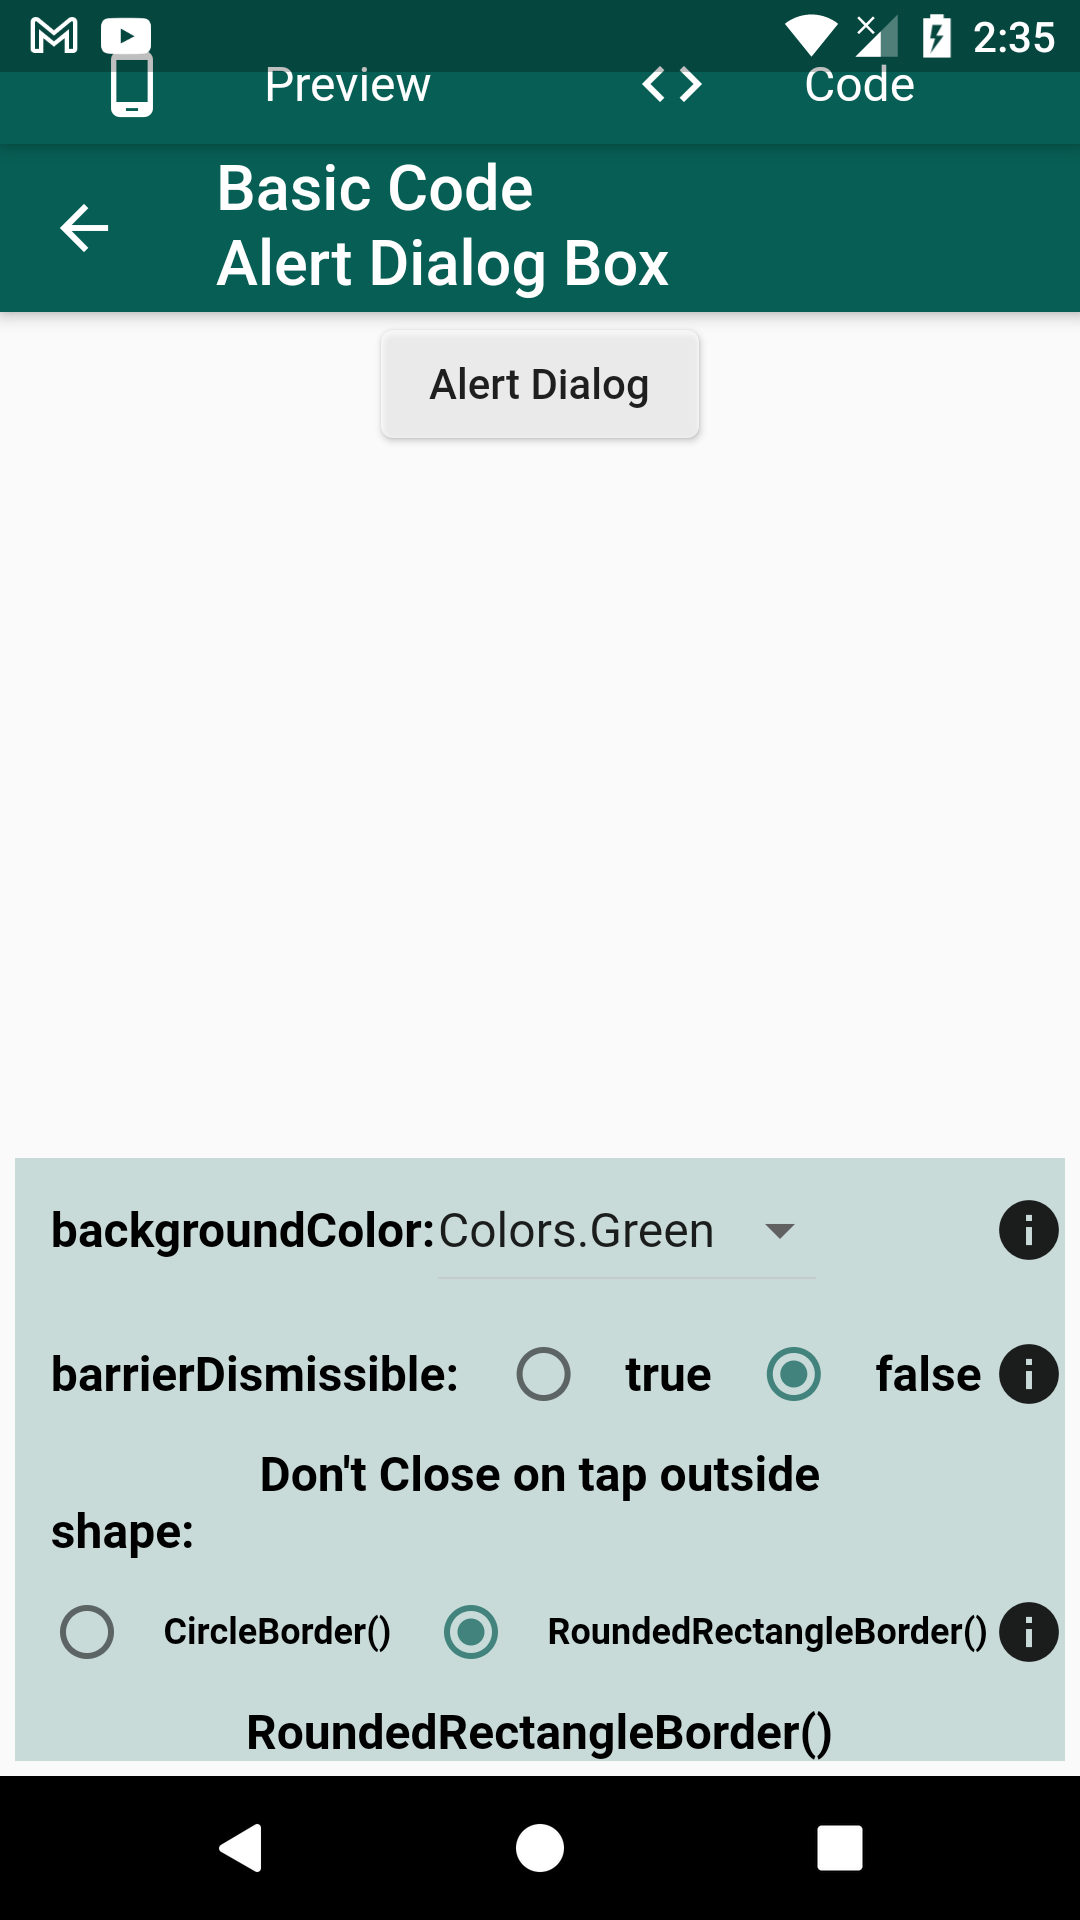 2:35
Preview
Code
Basic Code
Alert Dialog Box
Alert Dialog
backgroundColor: Colors.Green
barrierDismissible: true false
Don't Close on tap outside
shape:
CircleBorder() RoundedRectangleBorder()
RoundedRectangleBorder()